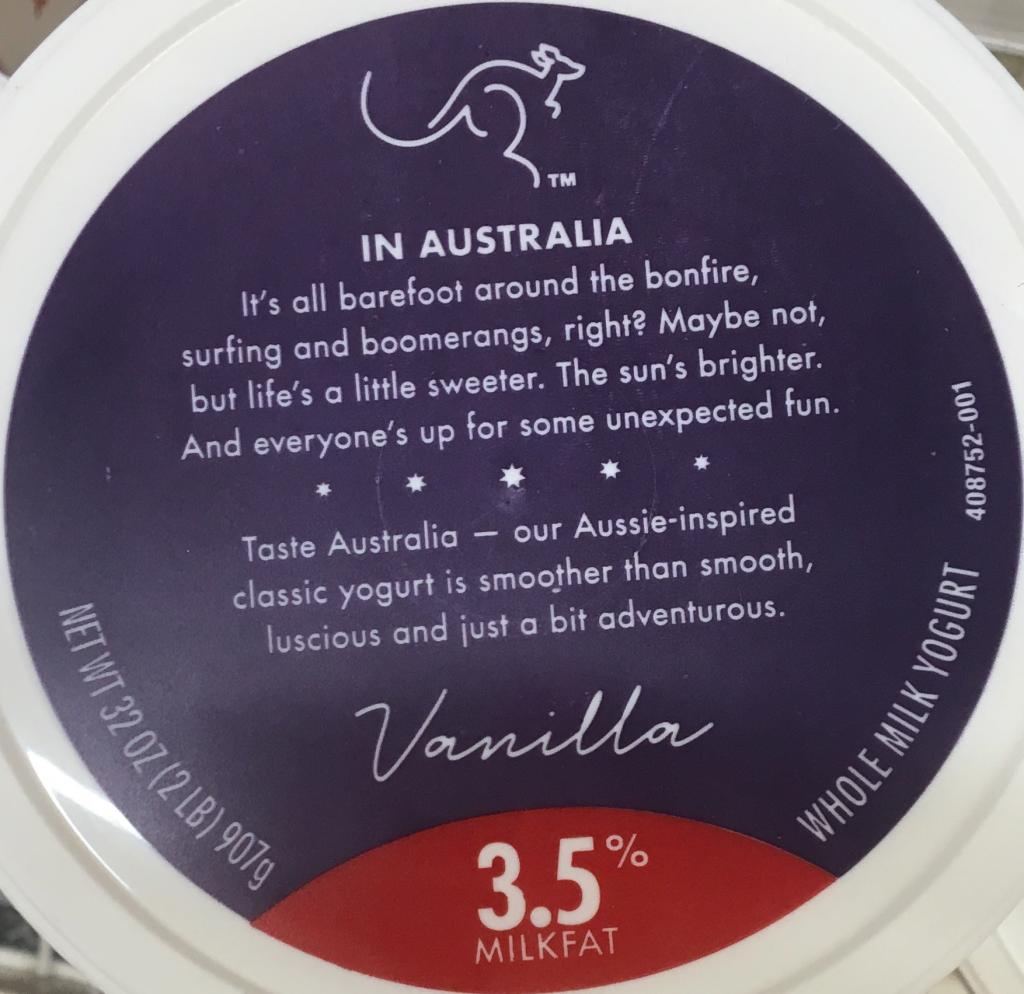 TM
IN AUSTRALIA
It's all barefoot around the bonfire,
surfing and boomerangs, right? Maybe not,
but life's a little sweeter. The sun's brighter.
And everyone's up for some unexpected fun.
Taste Australia — our Aussie-inspired
classic yogurt is smoother than smooth,
luscious and just a bit adventurous.
Vanilla
NET WT 32 OZ (2 LB) 907g
WHOLE MILK YOGURT
408752-001
3.5%
MILKFAT